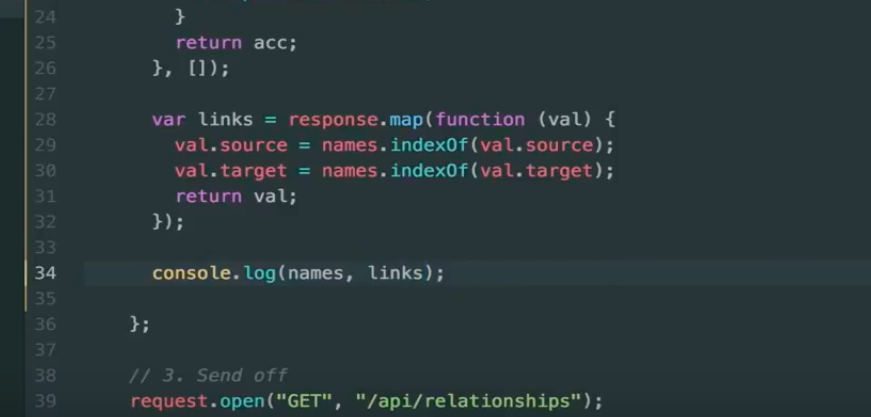 24 }
25 return acc;
26 }, []);
27
28 var links = response.map(function (val) {
29 val.source = names.indexOf(val.source);
30 val.target = names.indexOf(val.target);
31 return val;
32 });
33
34 console.log(names, links);
35
36 };
37
38 // 3. Send off
39 request.open("GET", "/api/relationships");